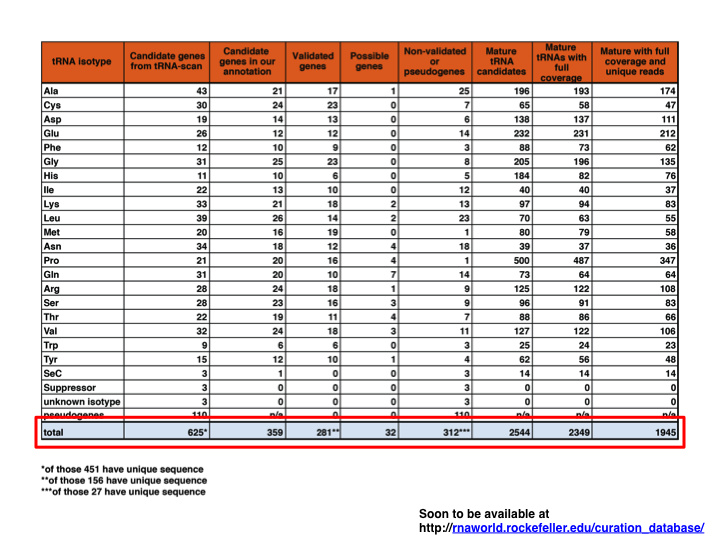 tRNA isotype Candidate genes from tRNA-scan Candidate genes in our annotation Validated genes Possible genes Non-validated or pseudogenes Mature tRNA candidates Mature tRNAs with full coverage Mature with full coverage and unique reads
Ala 43 21 17 1 25 196 193 174
Cys 30 24 23 0 7 65 58 47
Asp 19 14 13 0 6 138 137 111
Glu 26 12 12 0 14 232 231 212
Phe 12 10 9 0 3 88 73 62
Gly 31 25 23 0 8 205 196 135
His 11 10 6 0 5 184 82 76
Ile 22 13 10 0 12 40 40 37
Lys 33 21 18 2 13 97 94 83
Leu 39 26 14 2 23 70 63 55
Met 20 16 19 0 1 80 79 58
Asn 34 18 12 4 18 39 37 36
Pro 21 20 16 4 1 500 487 347
Gln 31 20 10 7 14 73 64 64
Arg 28 24 18 1 9 125 122 108
Ser 28 23 16 3 9 96 91 83
Thr 22 19 11 4 7 88 86 66
Val 32 24 18 3 11 127 122 106
Trp 9 6 6 0 3 25 24 23
Tyr 15 12 10 1 4 62 56 48
SeC 3 1 0 0 3 14 14 14
Suppressor 3 0 0 0 3 0 0 0
unknown isotype 3 0 0 0 3 0 0 0
pseudogenes 110 n/a 0 0 110 n/a n/a n/a
total 625* 359 281** 32 312*** 2544 2349 1945
*of those 451 have unique sequence
**of those 156 have unique sequence
***of those 27 have unique sequence
Soon to be available at
http://rnaworld.rockefeller.edu/curation_database/